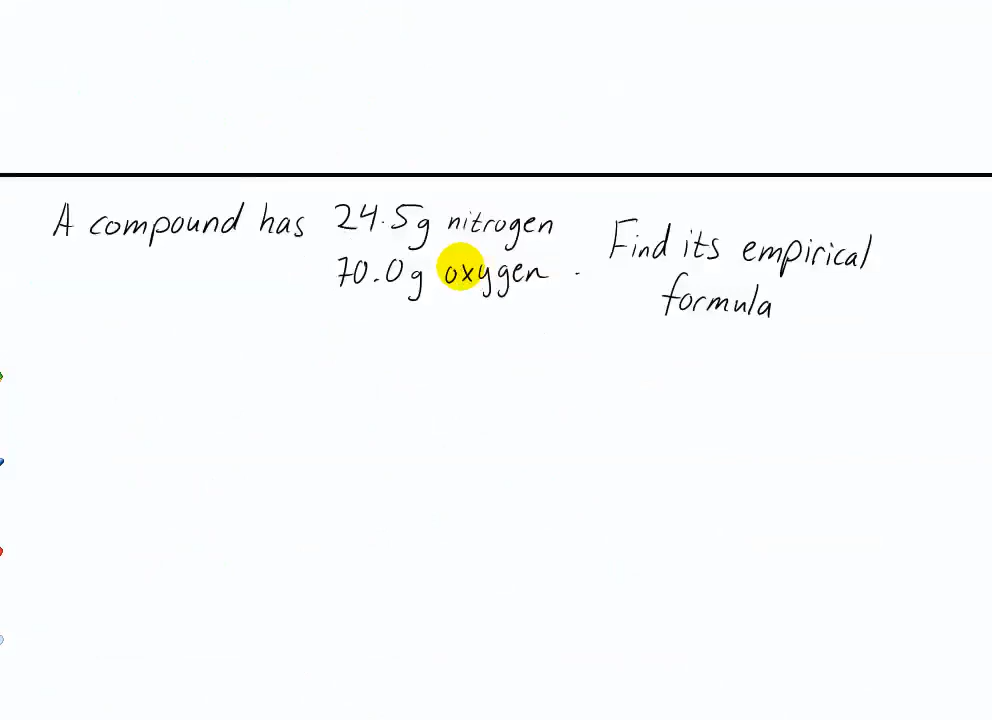 A compound has 24.5g nitrogen
70.0g oxygen.
Find its empirical
formula